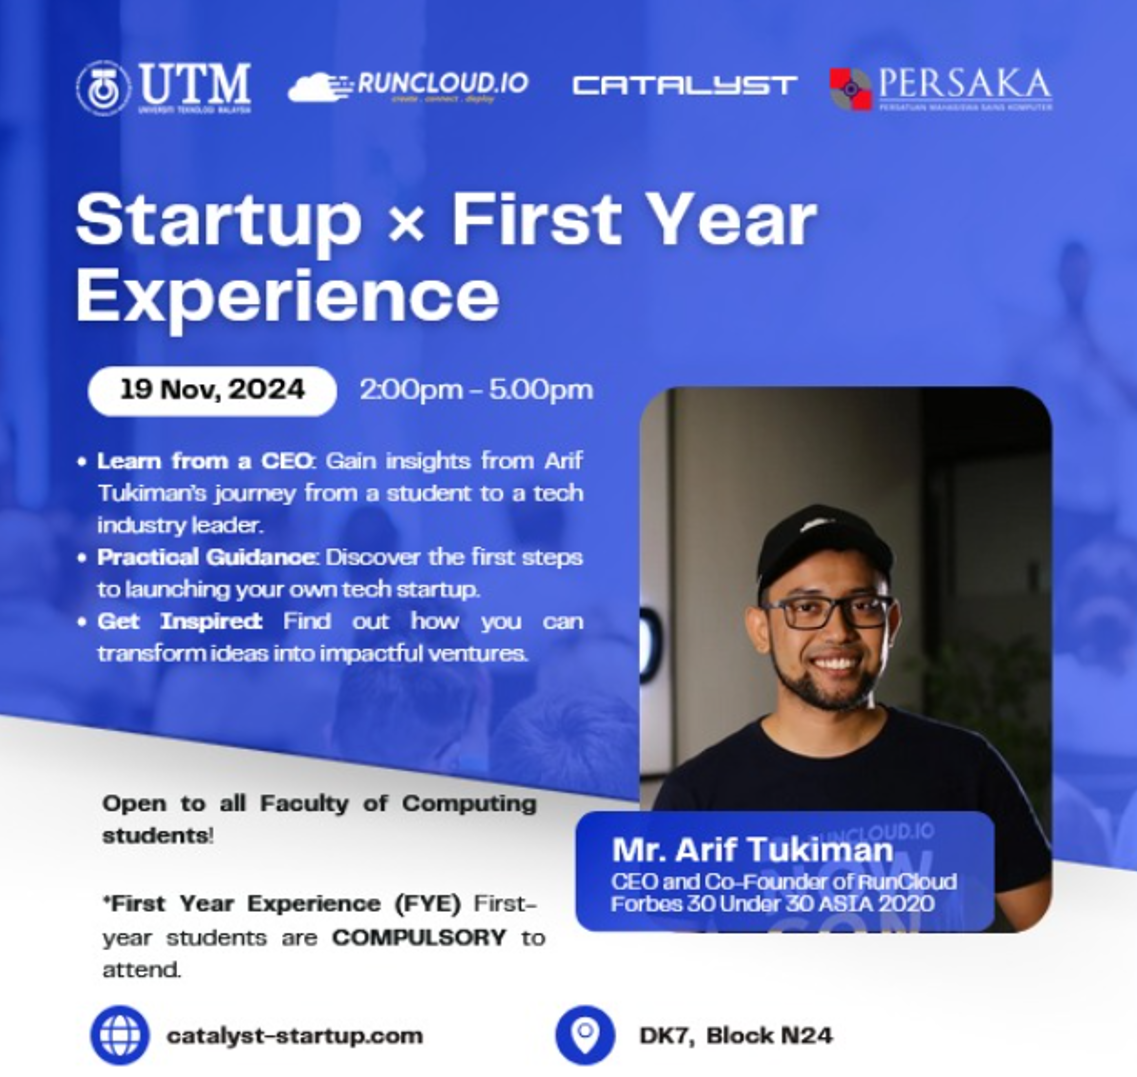 UTM
UNIVERSITI TEKNOLOGI MALAYSIA
RUNCLOUD.IO
create . connect . deploy
CATALYST
PERSAKA
PERSATUAN MAHASISWA SAINS KOMPUTER
Startup × First Year
Experience
19 Nov, 2024
2:00pm – 5.00pm
• Learn from a CEO: Gain insights from Arif
Tukiman's journey from a student to a tech
industry leader.
• Practical Guidance: Discover the first steps
to launching your own tech startup.
• Get Inspired: Find out how you can
transform ideas into impactful ventures.
Open to all Faculty of Computing
students!
*First Year Experience (FYE) First-
year students are COMPULSORY to
attend.
RUNCLOUD.IO
Mr. Arif Tukiman
CEO and Co-Founder of RunCloud
Forbes 30 Under 30 ASIA 2020
catalyst-startup.com
DK7, Block N24